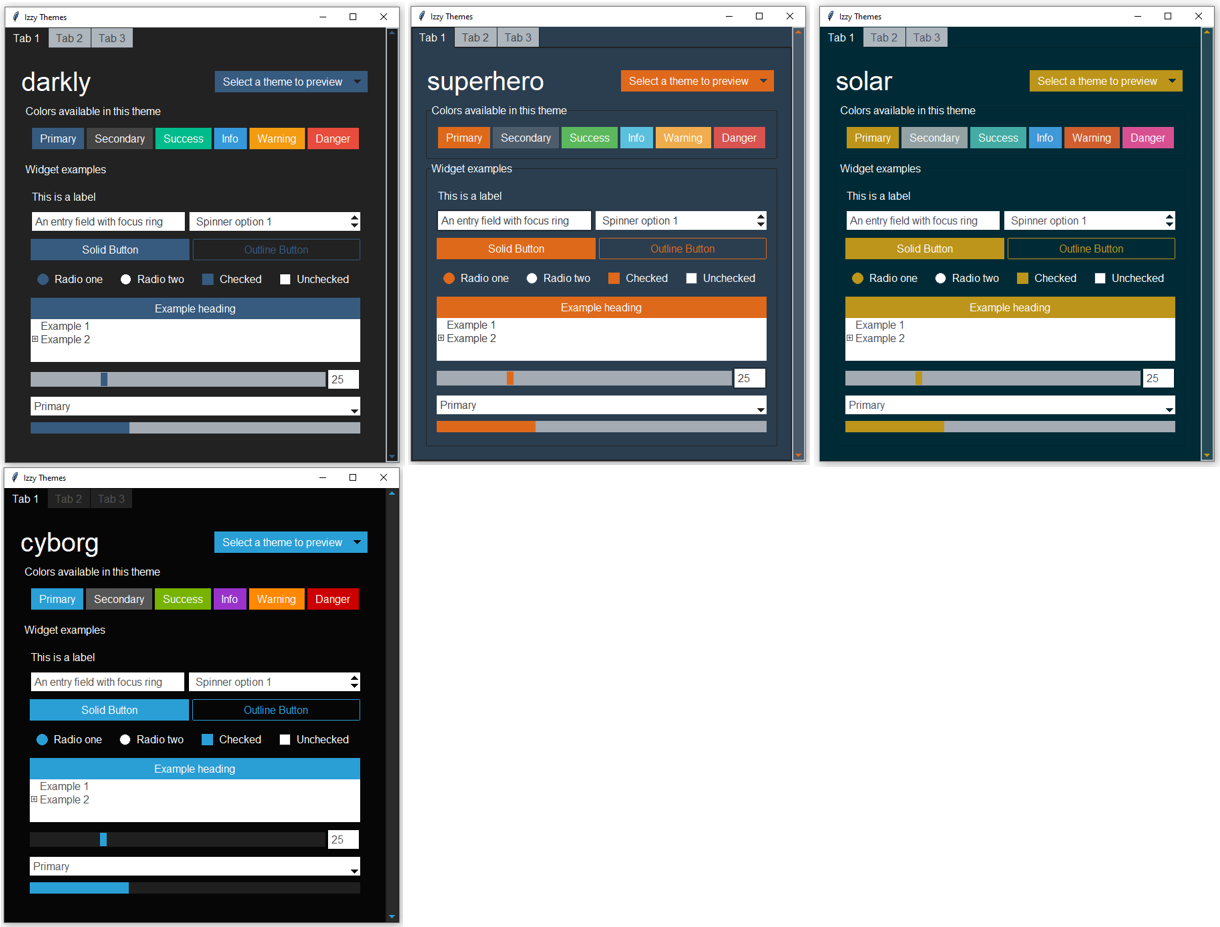 Izzy Themes
Tab 1 Tab 2 Tab 3
darkly
Select a theme to preview
Colors available in this theme
Primary Secondary Success Info Warning Danger
Widget examples
This is a label
An entry field with focus ring Spinner option 1
Solid Button Outline Button
Radio one Radio two Checked Unchecked
Example heading
Example 1
Example 2
25
Primary
Izzy Themes
Tab 1 Tab 2 Tab 3
superhero
Select a theme to preview
Colors available in this theme
Primary Secondary Success Info Warning Danger
Widget examples
This is a label
An entry field with focus ring Spinner option 1
Solid Button Outline Button
Radio one Radio two Checked Unchecked
Example heading
Example 1
Example 2
25
Primary
Izzy Themes
Tab 1 Tab 2 Tab 3
solar
Select a theme to preview
Colors available in this theme
Primary Secondary Success Info Warning Danger
Widget examples
This is a label
An entry field with focus ring Spinner option 1
Solid Button Outline Button
Radio one Radio two Checked Unchecked
Example heading
Example 1
Example 2
25
Primary
Izzy Themes
Tab 1 Tab 2 Tab 3
cyborg
Select a theme to preview
Colors available in this theme
Primary Secondary Success Info Warning Danger
Widget examples
This is a label
An entry field with focus ring Spinner option 1
Solid Button Outline Button
Radio one Radio two Checked Unchecked
Example heading
Example 1
Example 2
25
Primary